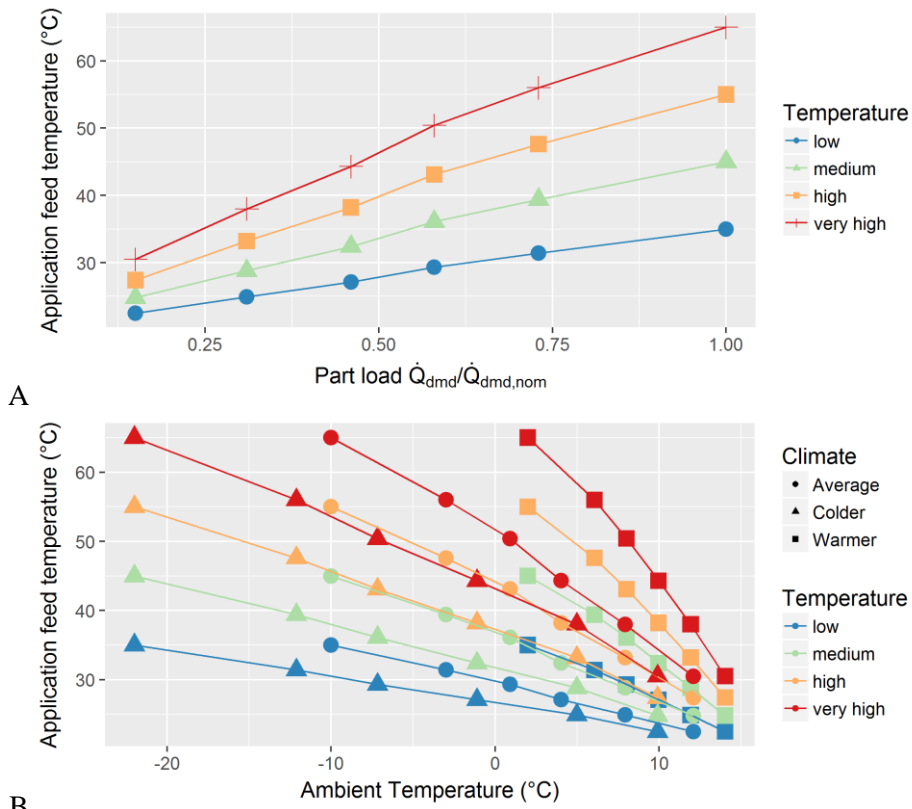 Application feed temperature (°C)
60
50
40
30
0.25
0.50
0.75
1.00
Part load Q̇dmd/Q̇dmd,nom
Temperature
low
medium
high
very high
A
Application feed temperature (°C)
60
50
40
30
-20
-10
0
10
Ambient Temperature (°C)
Climate
Average
Colder
Warmer
Temperature
low
medium
high
very high
B